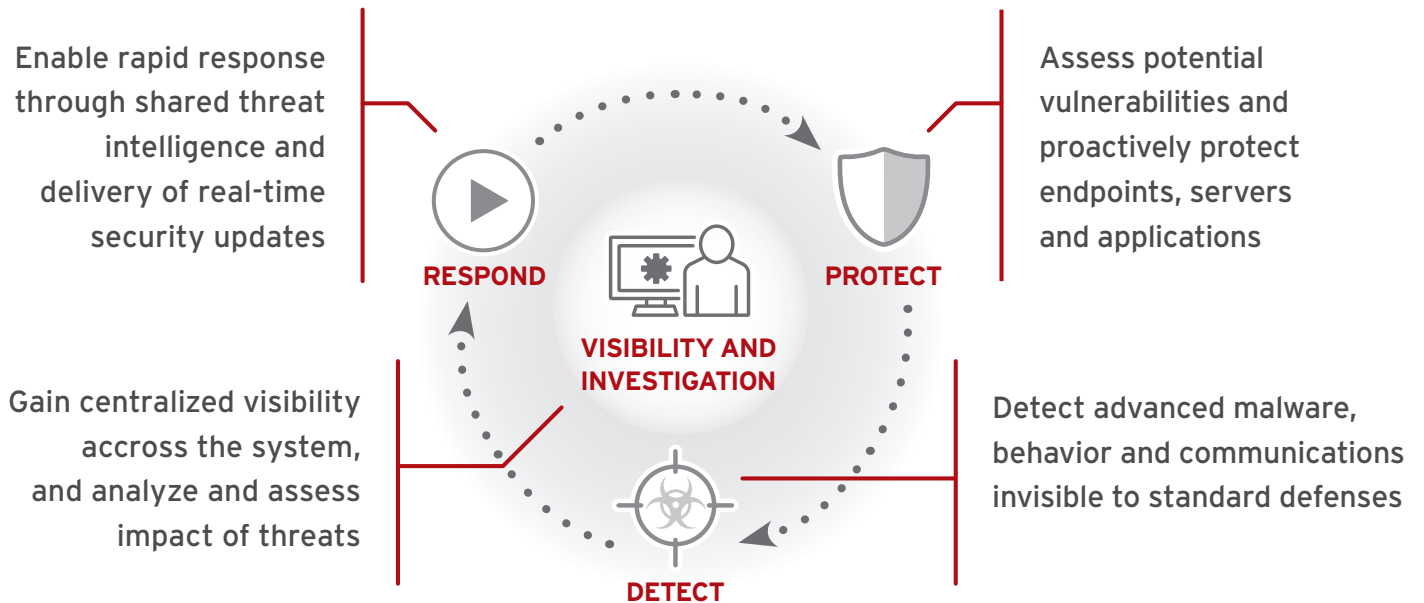 Enable rapid response
through shared threat
intelligence and
delivery of real-time
security updates
RESPOND
Assess potential
vulnerabilities and
proactively protect
endpoints, servers
and applications
PROTECT
VISIBILITY AND
INVESTIGATION
Gain centralized visibility
accross the system,
and analyze and assess
impact of threats
Detect advanced malware,
behavior and communications
invisible to standard defenses
DETECT